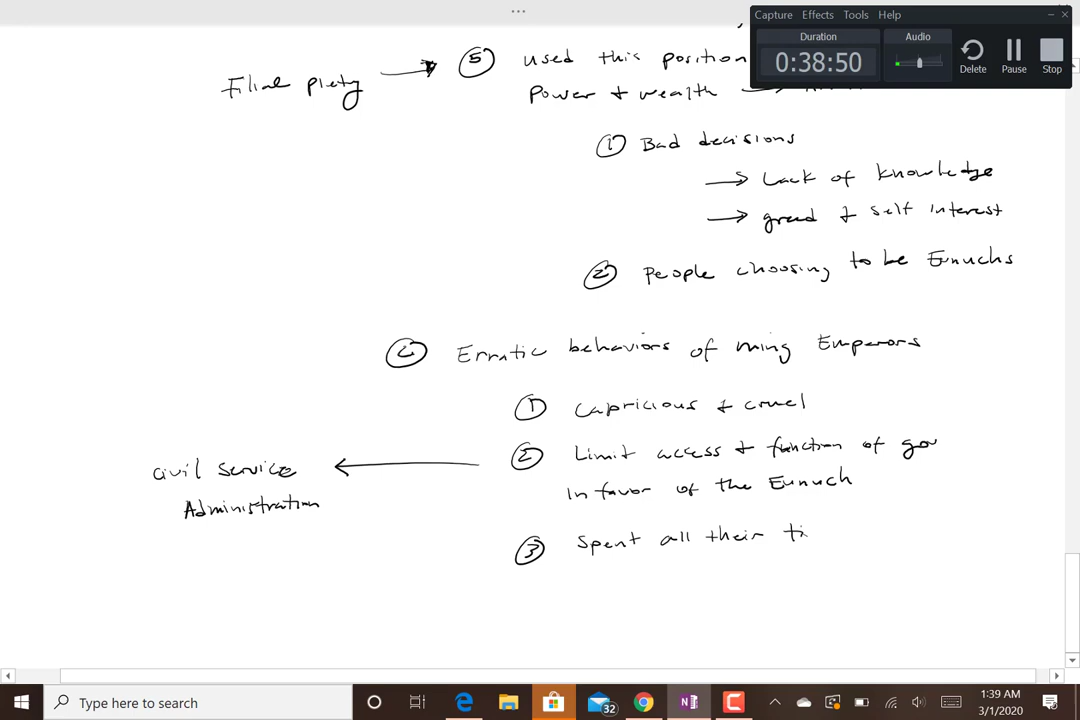 Capture Effects Tools Help
Duration
Audio
0:38:50
Delete Pause Stop
Filial piety → ⑤ used this position
Power + wealth →
① Bad decisions
→ Lack of knowledge
→ greed + self interest
② People choosing to be Eunuchs
④ Erratic behaviors of ming Emperors
① Capricious + cruel
② Limit access + function of gov
in favor of the Eunuch
civil service
Administration
③ Spent all their ti
Type here to search
32
1:39 AM
3/1/2020